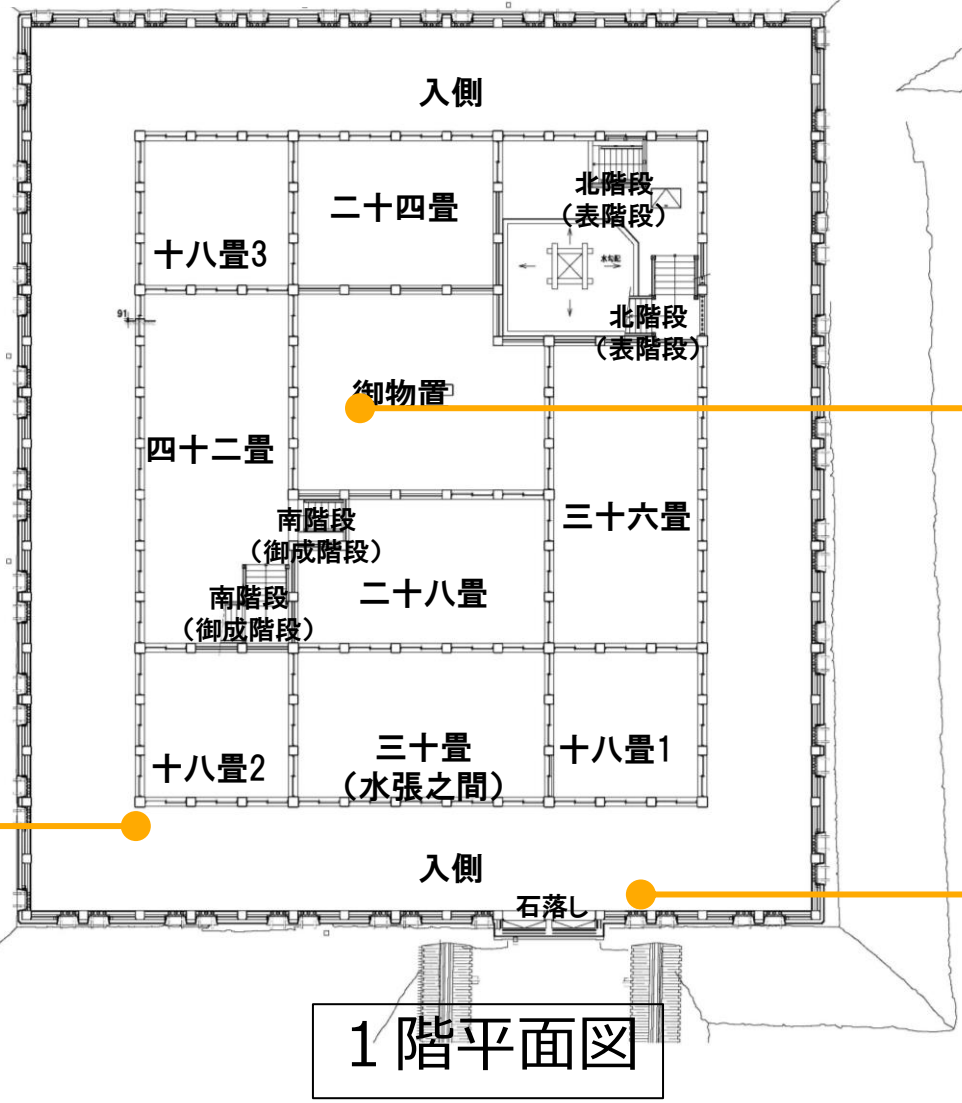 入側
北階段
（表階段）
二十四畳
十八畳3
水勾配
91
北階段
（表階段）
御物置
四十二畳
三十六畳
南階段
（御成階段）
二十八畳
南階段
（御成階段）
三十畳
（水張之間）
十八畳1
十八畳2
入側
石落し
１階平面図